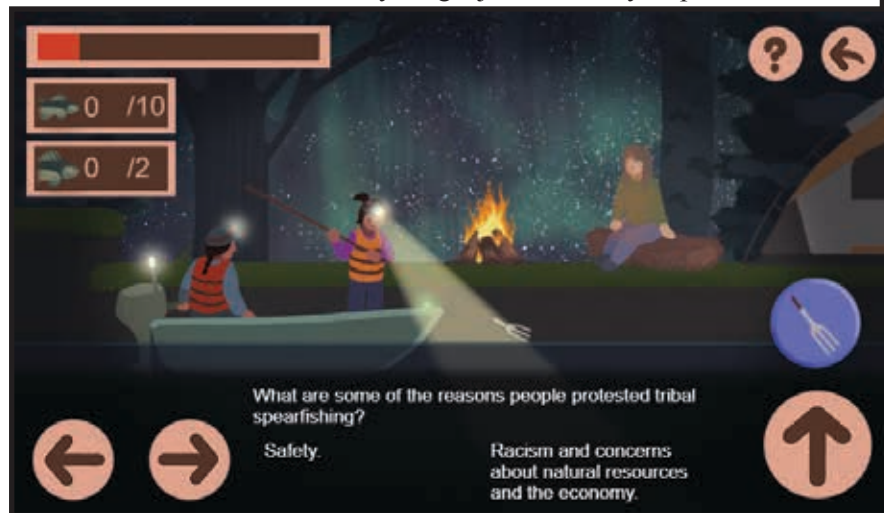 ?
0 /10
0 /2
What are some of the reasons people protested tribal
spearfishing?
Safety.
Racism and concerns
about natural resources
and the economy.